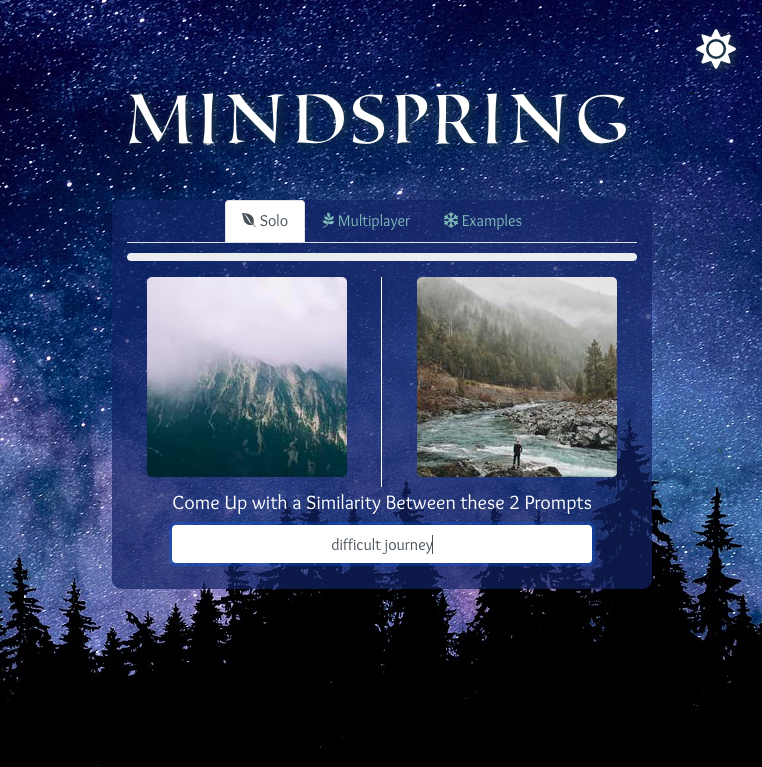 MINDSPRING
Solo
Multiplayer
Examples
Come Up with a Similarity Between these 2 Prompts
difficult journey